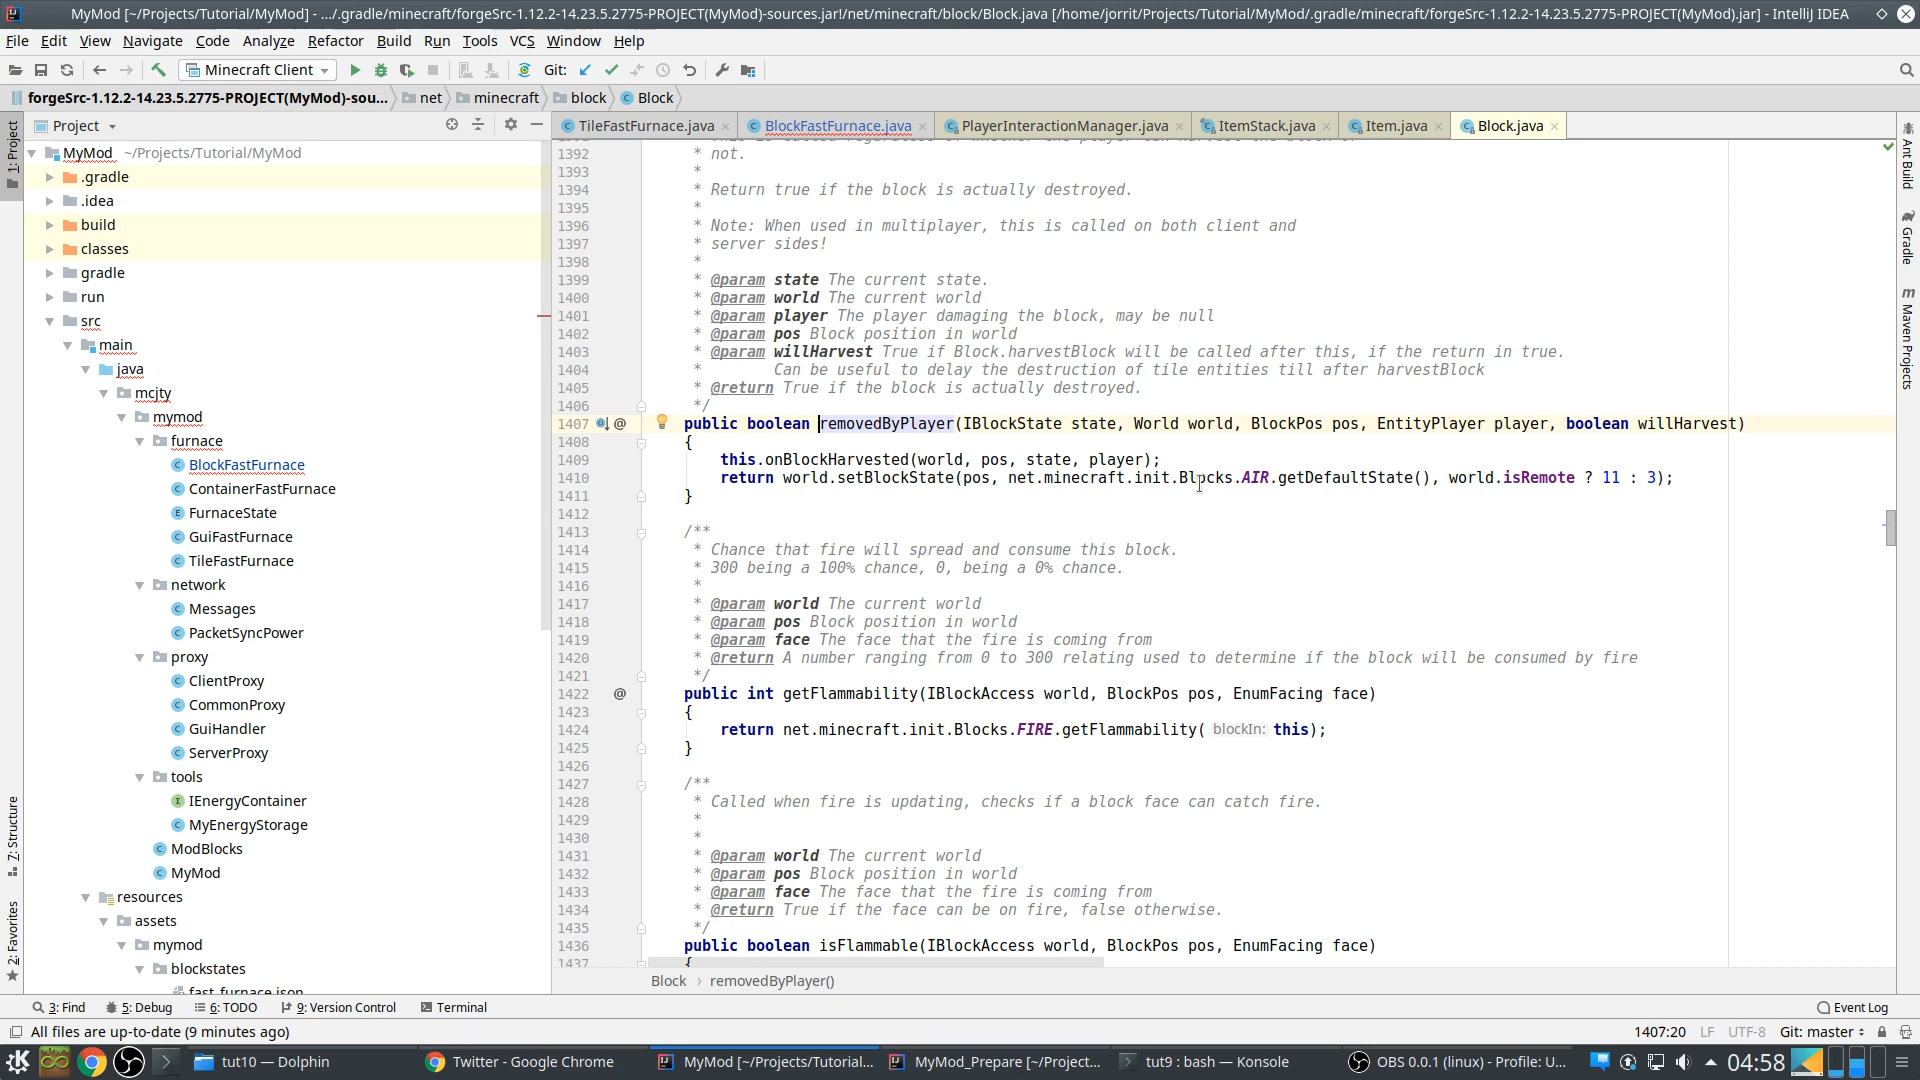 MyMod [~/Projects/Tutorial/MyMod] - .../.gradle/minecraft/forgeSrc-1.12.2-14.23.5.2775-PROJECT(MyMod)-sources.jar!/net/minecraft/block/Block.java [/home/jorrit/Projects/Tutorial/MyMod/.gradle/minecraft/forgeSrc-1.12.2-14.23.5.2775-PROJECT(MyMod).jar] - IntelliJ IDEA
File Edit View Navigate Code Analyze Refactor Build Run Tools VCS Window Help
Minecraft Client Git:
forgeSrc-1.12.2-14.23.5.2775-PROJECT(MyMod)-sou... net minecraft block Block
Project
TileFastFurnace.java BlockFastFurnace.java PlayerInteractionManager.java ItemStack.java Item.java Block.java
1: Project
7: Structure
2: Favorites
MyMod ~/Projects/Tutorial/MyMod
.gradle
.idea
build
classes
gradle
run
src
main
java
mcjty
mymod
furnace
BlockFastFurnace
ContainerFastFurnace
FurnaceState
GuiFastFurnace
TileFastFurnace
network
Messages
PacketSyncPower
proxy
ClientProxy
CommonProxy
GuiHandler
ServerProxy
tools
IEnergyContainer
MyEnergyStorage
ModBlocks
MyMod
resources
assets
mymod
blockstates
fast_furnace.json
1392 * not.
1393 *
1394 * Return true if the block is actually destroyed.
1395 *
1396 * Note: When used in multiplayer, this is called on both client and
1397 * server sides!
1398 *
1399 * @param state The current state.
1400 * @param world The current world
1401 * @param player The player damaging the block, may be null
1402 * @param pos Block position in world
1403 * @param willHarvest True if Block.harvestBlock will be called after this, if the return in true.
1404 * Can be useful to delay the destruction of tile entities till after harvestBlock
1405 * @return True if the block is actually destroyed.
1406 */
1407 @ public boolean removedByPlayer(IBlockState state, World world, BlockPos pos, EntityPlayer player, boolean willHarvest)
1408 {
1409 this.onBlockHarvested(world, pos, state, player);
1410 return world.setBlockState(pos, net.minecraft.init.Blocks.AIR.getDefaultState(), world.isRemote ? 11 : 3);
1411 }
1412
1413 /**
1414 * Chance that fire will spread and consume this block.
1415 * 300 being a 100% chance, 0, being a 0% chance.
1416 *
1417 * @param world The current world
1418 * @param pos Block position in world
1419 * @param face The face that the fire is coming from
1420 * @return A number ranging from 0 to 300 relating used to determine if the block will be consumed by fire
1421 */
1422 @ public int getFlammability(IBlockAccess world, BlockPos pos, EnumFacing face)
1423 {
1424 return net.minecraft.init.Blocks.FIRE.getFlammability( blockIn: this);
1425 }
1426
1427 /**
1428 * Called when fire is updating, checks if a block face can catch fire.
1429 *
1430 *
1431 * @param world The current world
1432 * @param pos Block position in world
1433 * @param face The face that the fire is coming from
1434 * @return True if the face can be on fire, false otherwise.
1435 */
1436 public boolean isFlammable(IBlockAccess world, BlockPos pos, EnumFacing face)
1437 {
Block › removedByPlayer()
Ant Build
Gradle
Maven Projects
3: Find 5: Debug 6: TODO 9: Version Control Terminal Event Log
All files are up-to-date (9 minutes ago) 1407:20 LF UTF-8 Git: master
tut10 — Dolphin Twitter - Google Chrome MyMod [~/Projects/Tutorial... MyMod_Prepare [~/Project... tut9 : bash — Konsole OBS 0.0.1 (linux) - Profile: U... 04:58